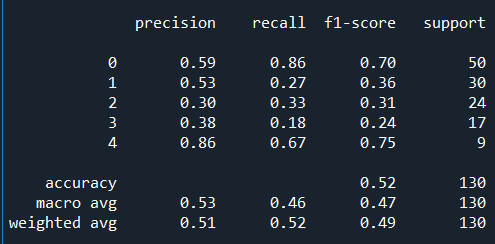 precision recall f1-score support
0 0.59 0.86 0.70 50
1 0.53 0.27 0.36 30
2 0.30 0.33 0.31 24
3 0.38 0.18 0.24 17
4 0.86 0.67 0.75 9
accuracy 0.52 130
macro avg 0.53 0.46 0.47 130
weighted avg 0.51 0.52 0.49 130